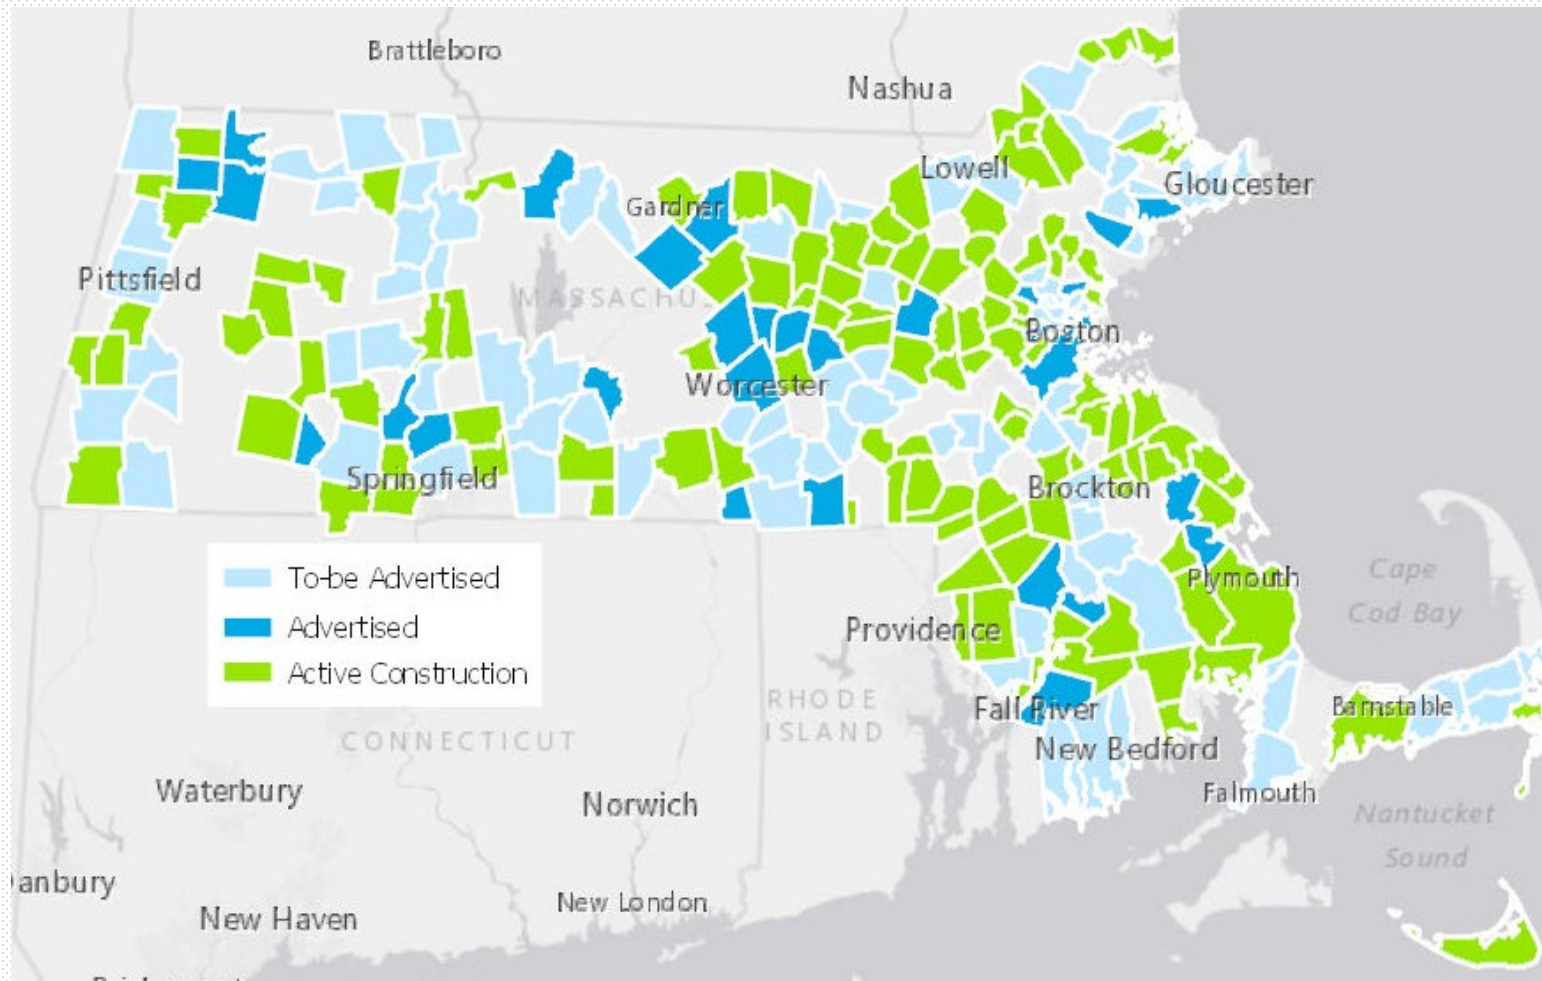 Brattleboro
Nashua
Lowell
Gloucester
Gardner
Pittsfield
MASSACHU
Boston
Worcester
Springfield
Brockton
To-be Advertised
Advertised
Active Construction
Plymouth
Cape
Cod Bay
Providence
RHODE
ISLAND
Fall River
Barnstable
CONNECTICUT
New Bedford
Waterbury
Norwich
Falmouth
Nantucket
Sound
anbury
New Haven
New London